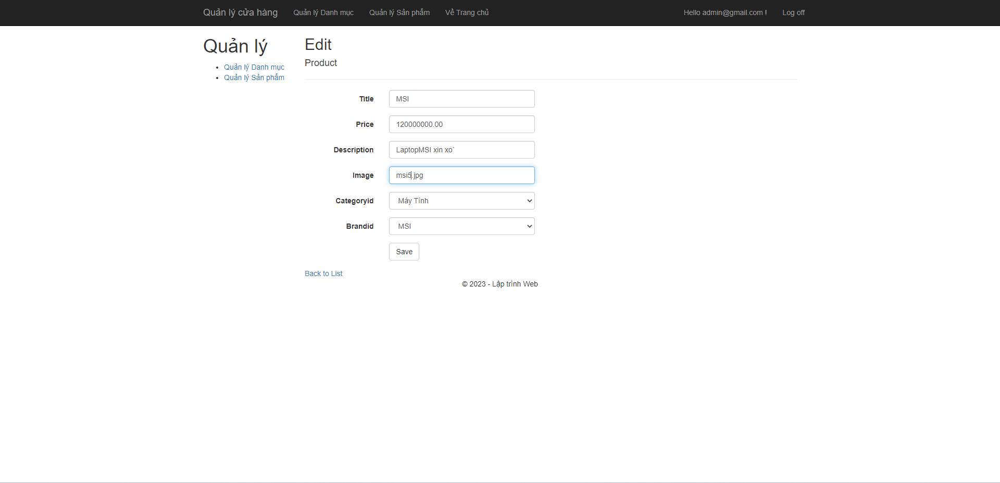 Quản lý cửa hàng Quản lý Danh mục Quản lý Sản phẩm Về Trang chủ Hello admin@gmail.com ! Log off
Quản lý
Quản lý Danh mục
Quản lý Sản phẩm
Edit
Product
Title MSI
Price 120000000.00
Description LaptopMSI xin xo`
Image msi5.jpg
Categoryid Máy Tính
Brandid MSI
Save
Back to List
© 2023 - Lập trình Web